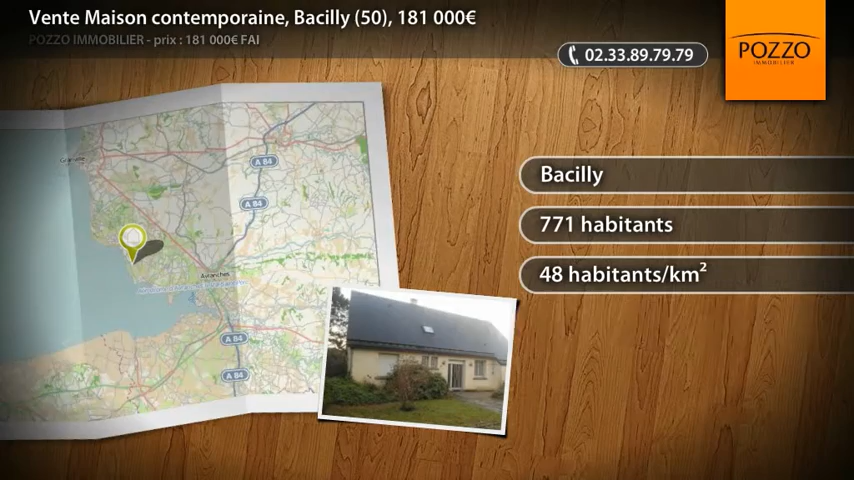 Vente Maison contemporaine, Bacilly (50), 181 000€
POZZO IMMOBILIER - prix : 181 000€ FAI
02.33.89.79.79
POZZO
IMMOBILIER
Bacilly
771 habitants
48 habitants/km²
Granville
A 84
A 84
Avranches
A 84
A 84